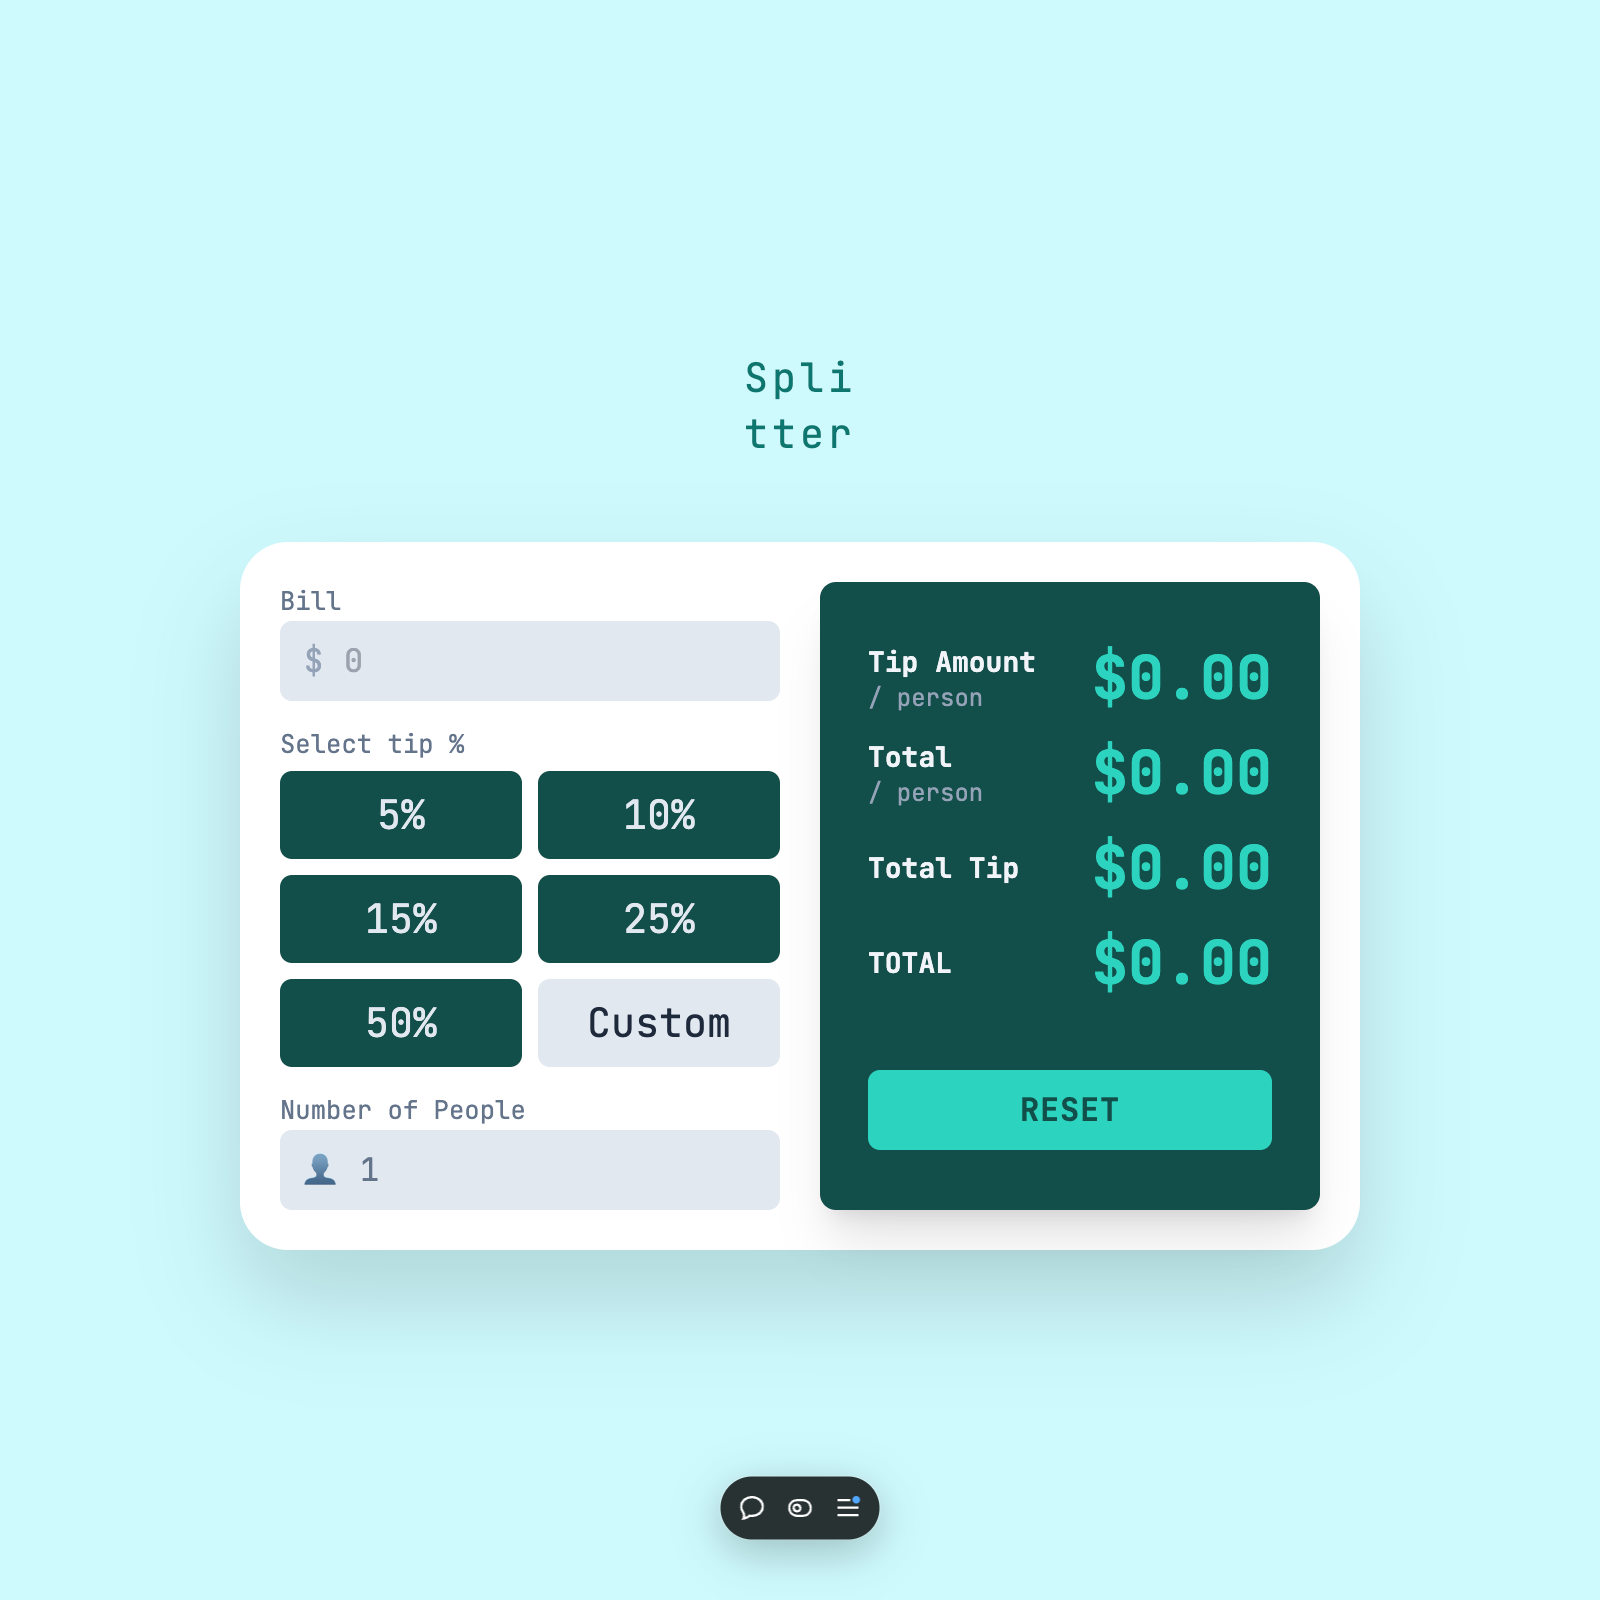 Spli
tter
Bill
$ 0
Select tip %
5%
10%
15%
25%
50%
Custom
Number of People
1
Tip Amount
/ person
$0.00
Total
/ person
$0.00
Total Tip
$0.00
TOTAL
$0.00
RESET